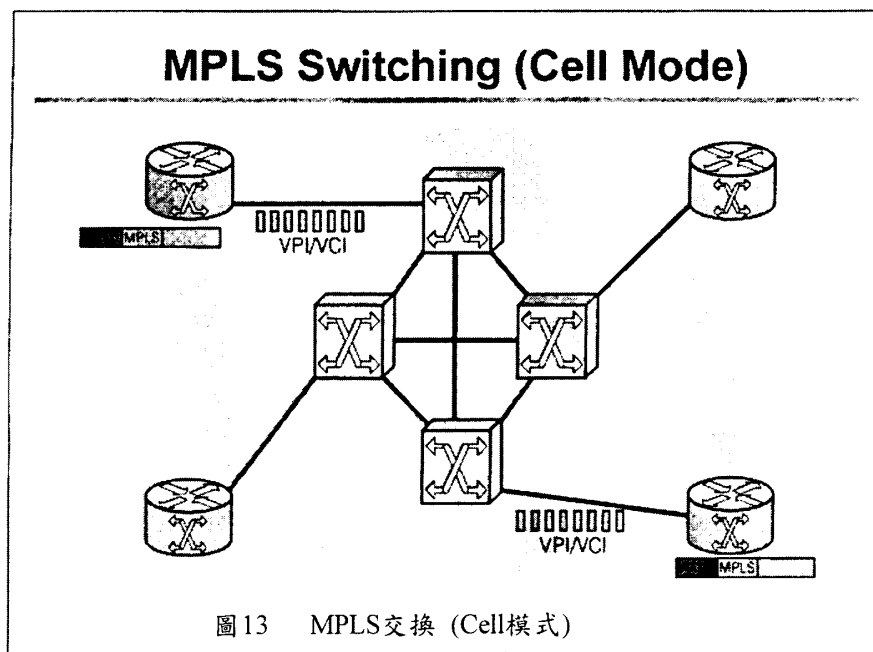 MPLS Switching (Cell Mode)
MPLS
VPI/VCI
VPI/VCI
MPLS
圖13 MPLS交換 (Cell模式)